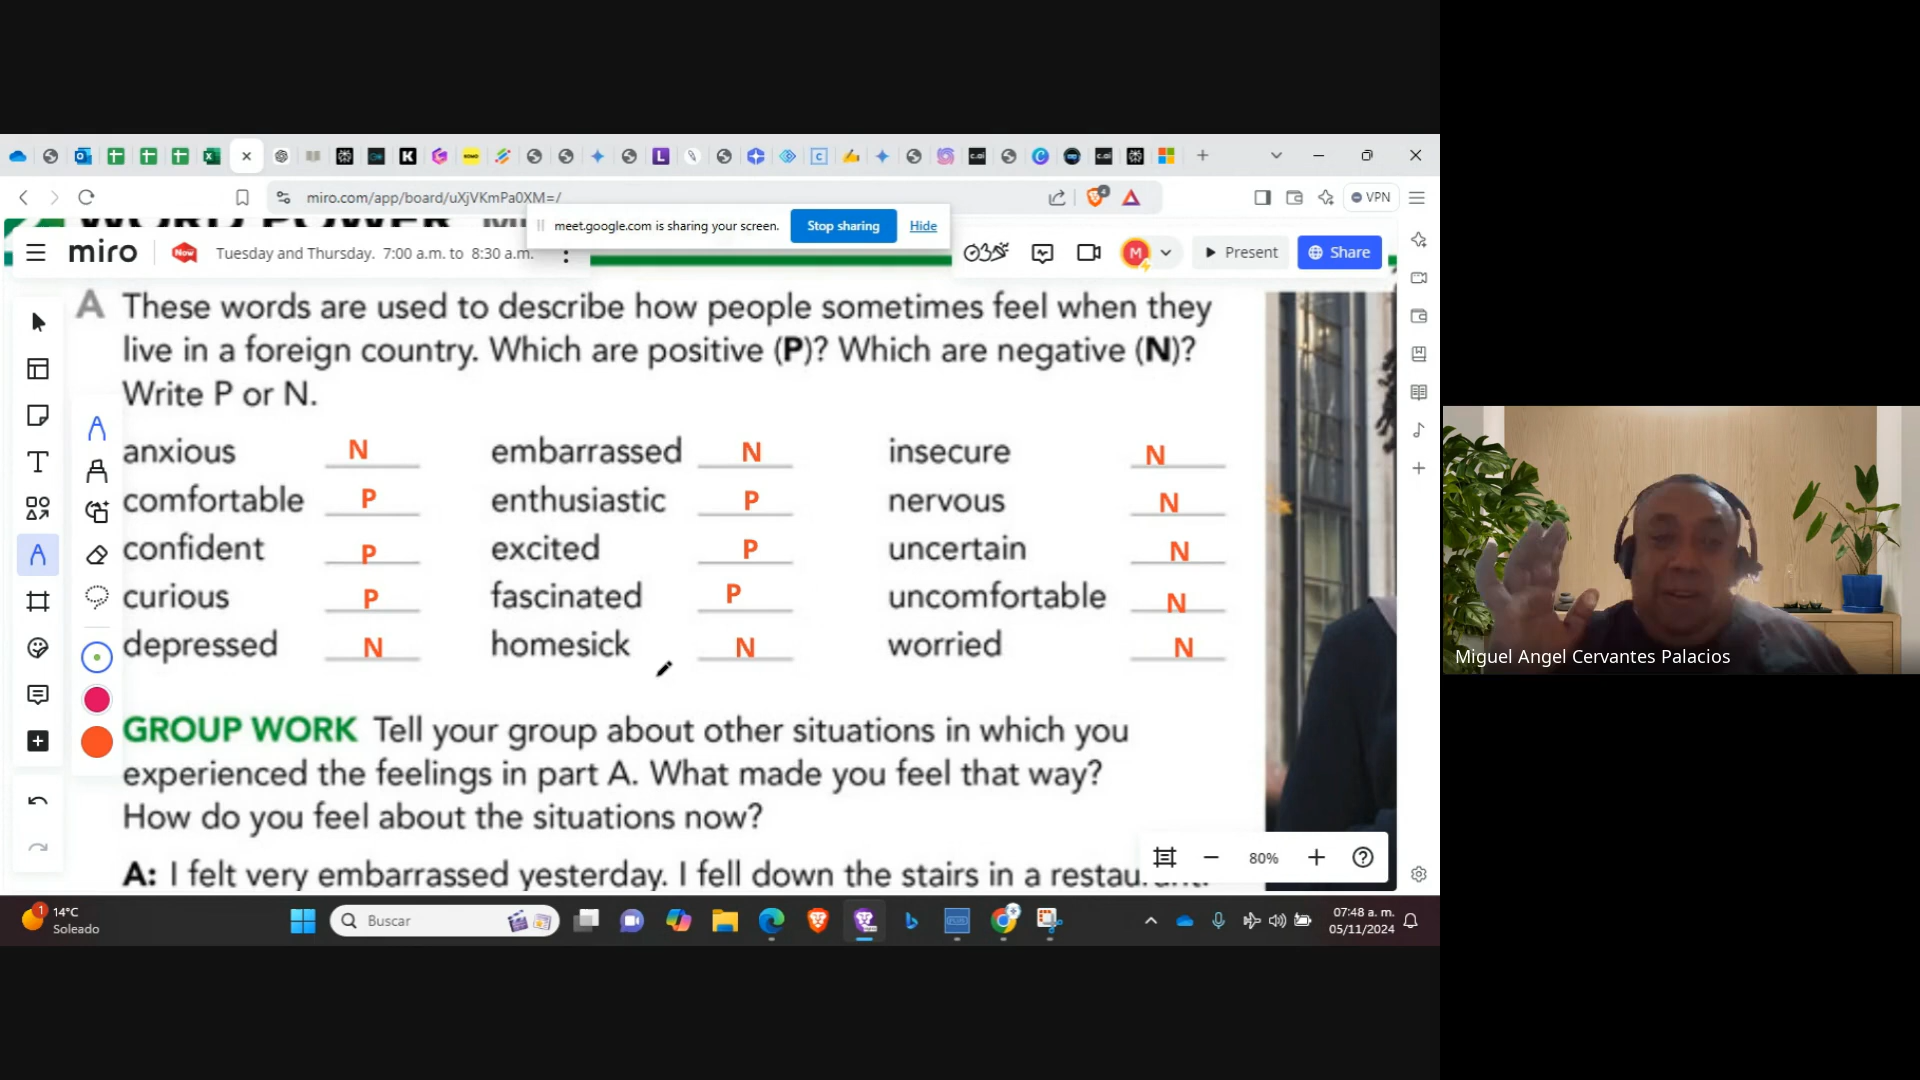 miro.com/app/board/uXjVKmPa0XM=/
4
VPN
WORD POWER
meet.google.com is sharing your screen.
Stop sharing
Hide
miro
Now
Tuesday and Thursday. 7:00 a.m. to 8:30 a.m.
M
Present
Share
A These words are used to describe how people sometimes feel when they
live in a foreign country. Which are positive (P)? Which are negative (N)?
Write P or N.
anxious N embarrassed N insecure N
comfortable P enthusiastic P nervous N
confident P excited P uncertain N
curious P fascinated P uncomfortable N
depressed N homesick N worried N
GROUP WORK Tell your group about other situations in which you
experienced the feelings in part A. What made you feel that way?
How do you feel about the situations now?
A: I felt very embarrassed yesterday. I fell down the stairs in a
80%
1
14°C
Soleado
Buscar
07:48 a. m.
05/11/2024
Miguel Angel Cervantes Palacios